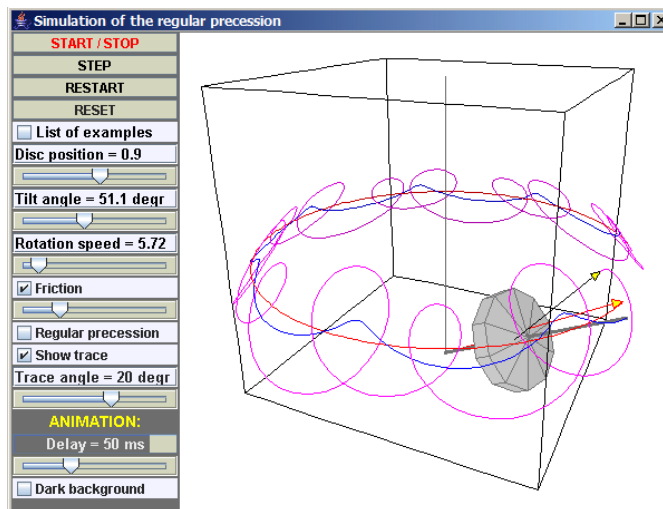 Simulation of the regular precession
START / STOP
STEP
RESTART
RESET
List of examples
Disc position = 0.9
Tilt angle = 51.1 degr
Rotation speed = 5.72
Friction
Regular precession
Show trace
Trace angle = 20 degr
ANIMATION:
Delay = 50 ms
Dark background